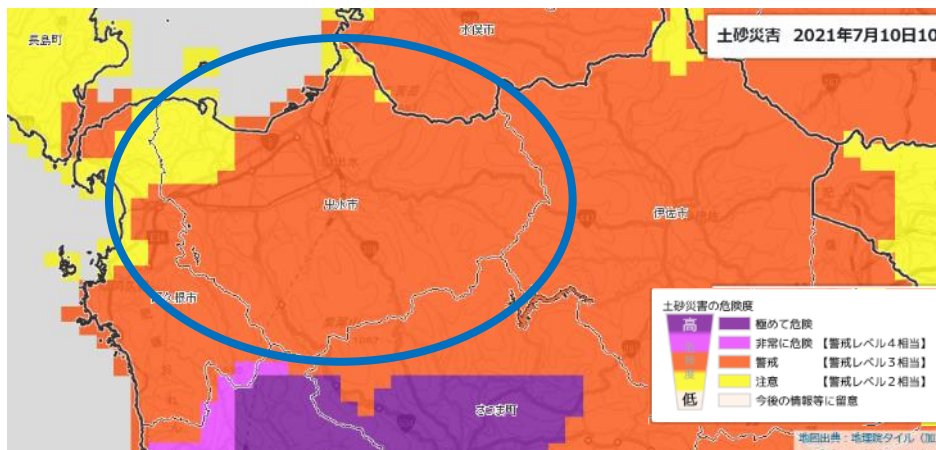 長島町
水俣市
土砂災害 2021年7月10日10
出水市
伊佐市
久根市
さつま町
土砂災害の危険度
高
度
低
極めて危険
非常に危険 【警戒レベル4相当】
警戒 【警戒レベル3相当】
注意 【警戒レベル2相当】
今後の情報等に留意
地図出典：地理院タイル（加